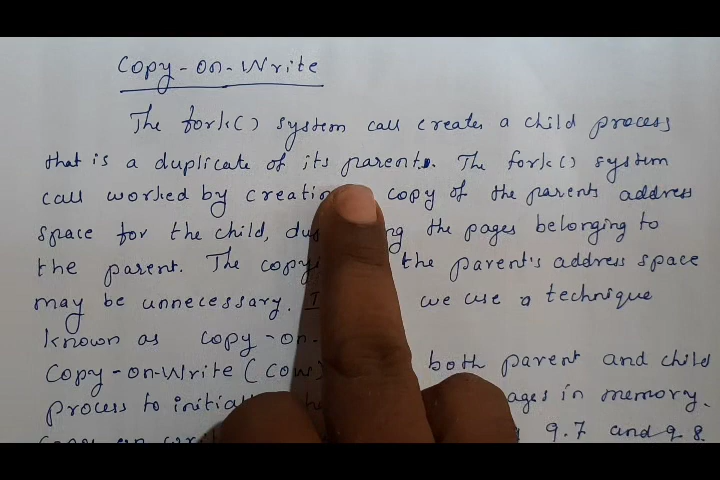 Copy-on-Write
The fork() system call creates a child process
that is a duplicate of its parent. The fork() system
call worked by creatin copy of the parents address
space for the child, du ng the pages belonging to
the parent. The copyi the parent's address space
may be unnecessary. I we use a technique
known as copy-on.
Copy-on-Write (COW) both parent and child
process to initial ages in memory.
9.7 and 9.8.